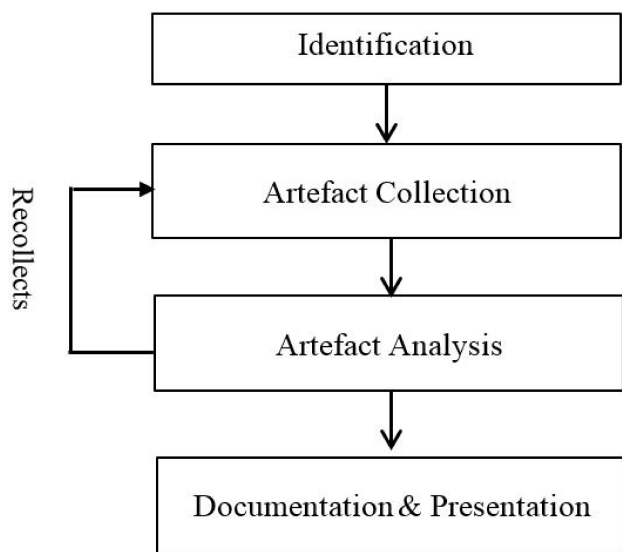 Identification
Artefact Collection
Recollects
Artefact Analysis
Documentation & Presentation